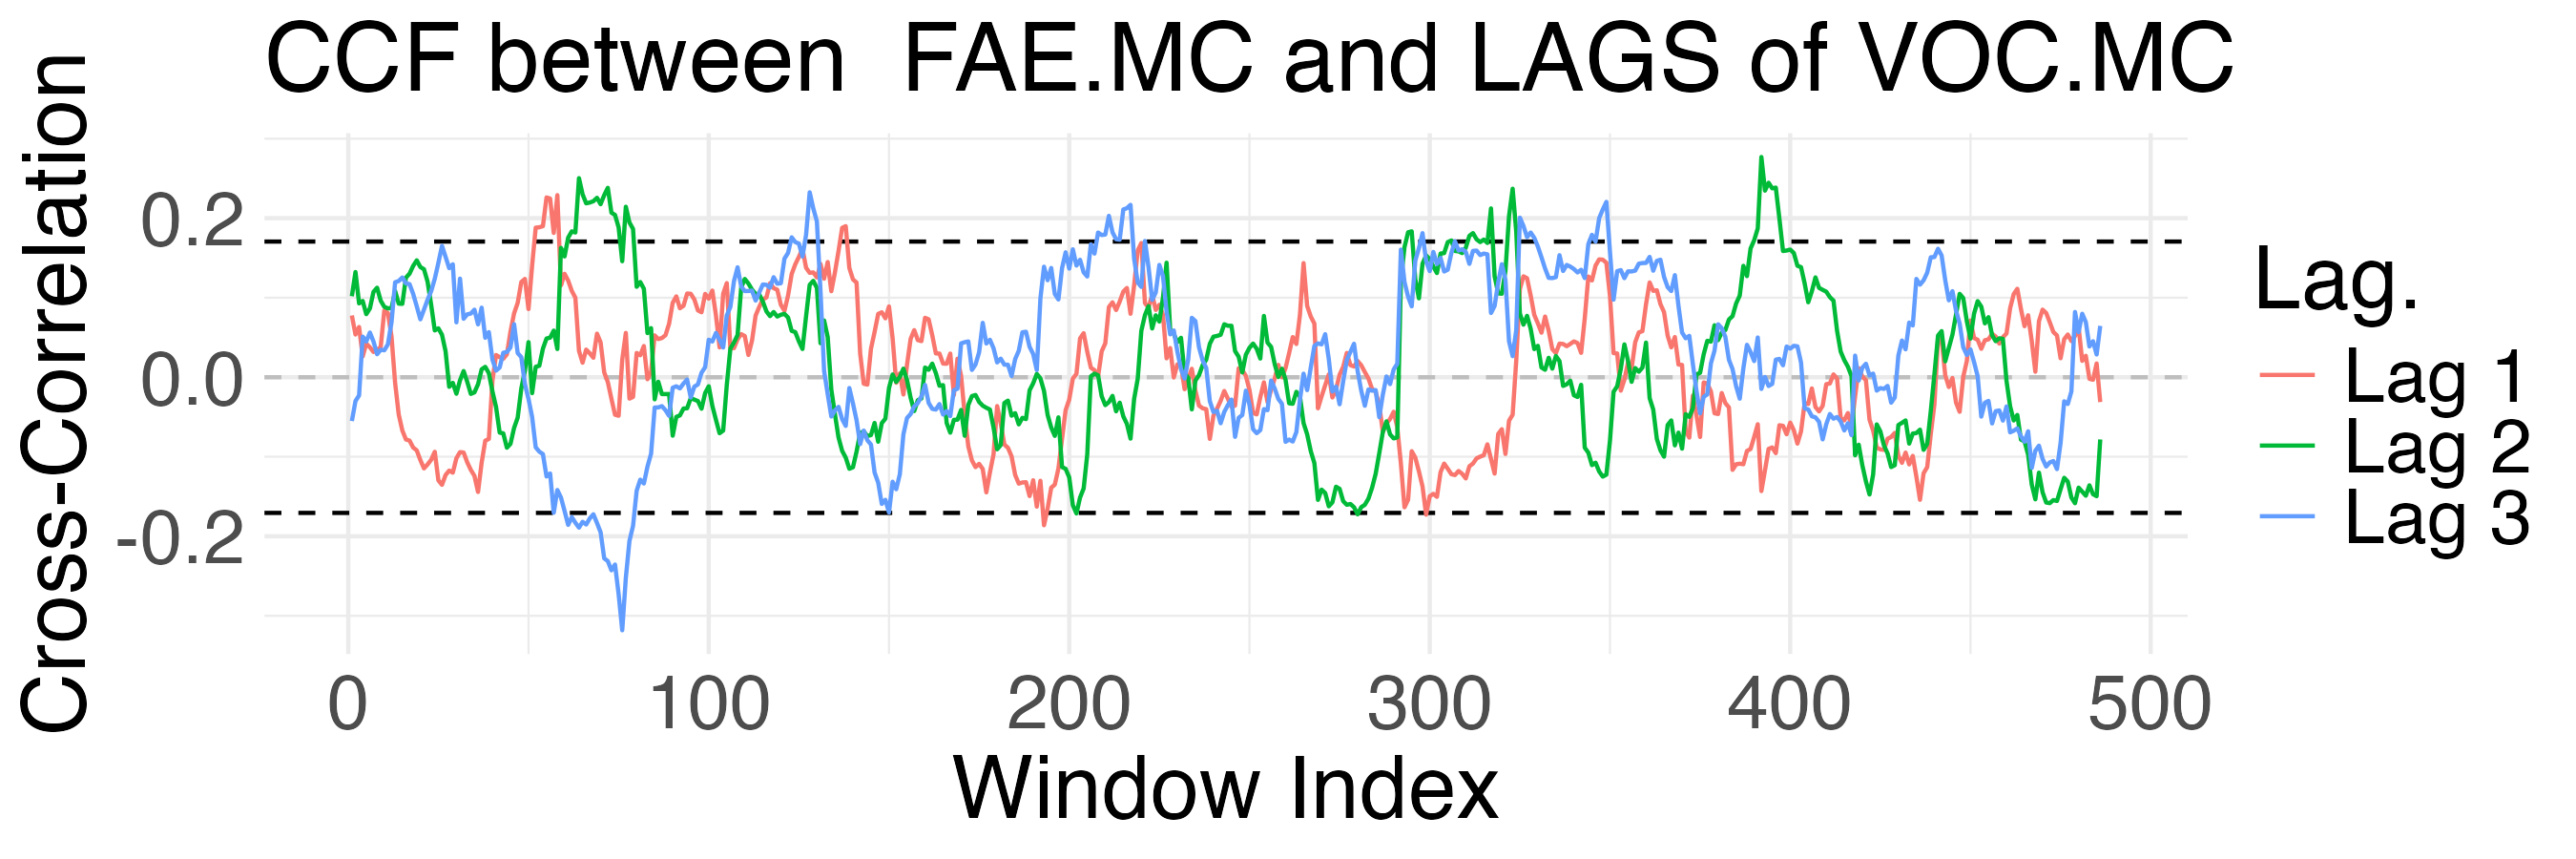 CCF between  FAE.MC and LAGS of VOC.MC
Cross-Correlation
0.2
0.0
-0.2
0 100 200 300 400 500
Window Index
Lag.
Lag 1
Lag 2
Lag 3